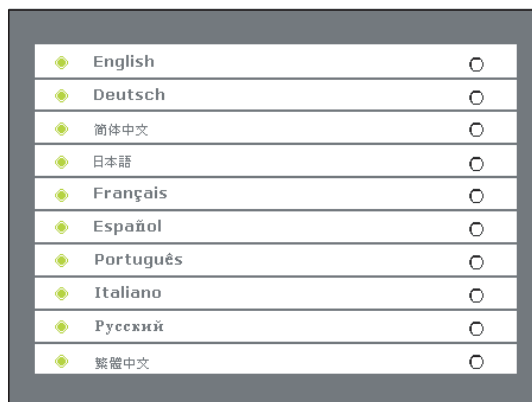 English
Deutsch
简体中文
日本語
Français
Español
Português
Italiano
Русский
繁體中文